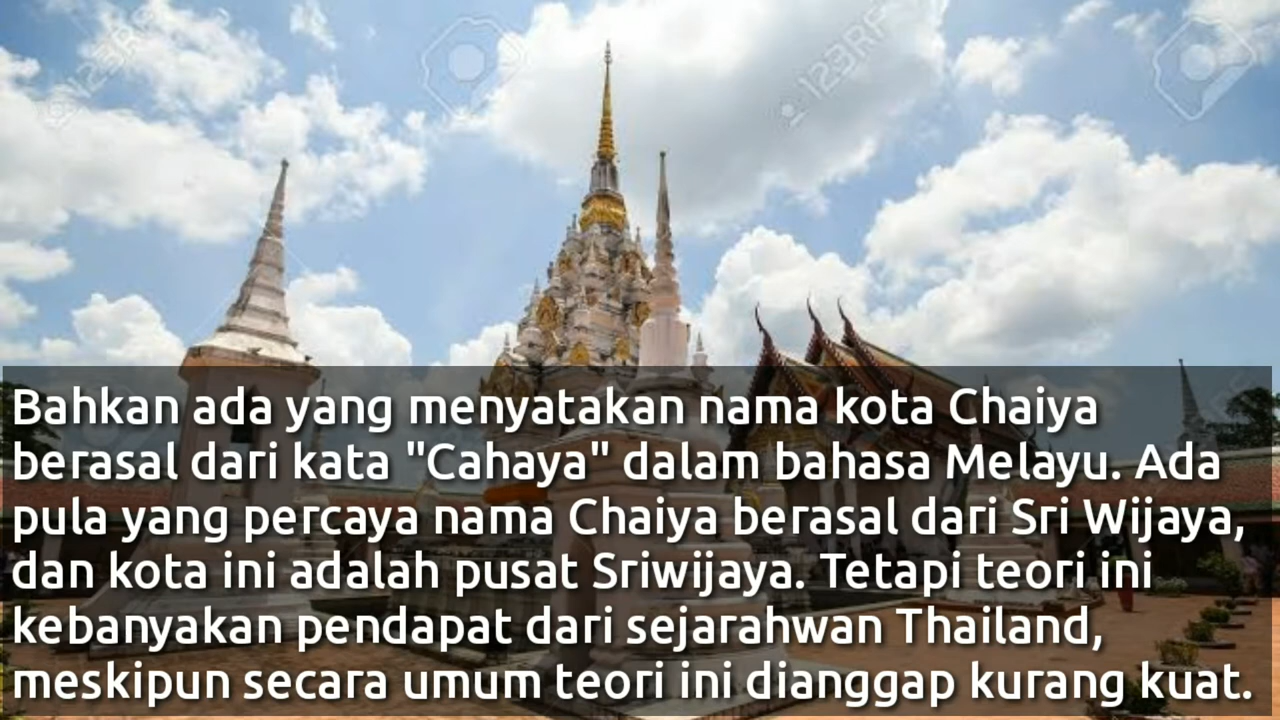 123RF
123RF
Bahkan ada yang menyatakan nama kota Chaiya
berasal dari kata "Cahaya" dalam bahasa Melayu. Ada
pula yang percaya nama Chaiya berasal dari Sri Wijaya,
dan kota ini adalah pusat Sriwijaya. Tetapi teori ini
kebanyakan pendapat dari sejarahwan Thailand,
meskipun secara umum teori ini dianggap kurang kuat.